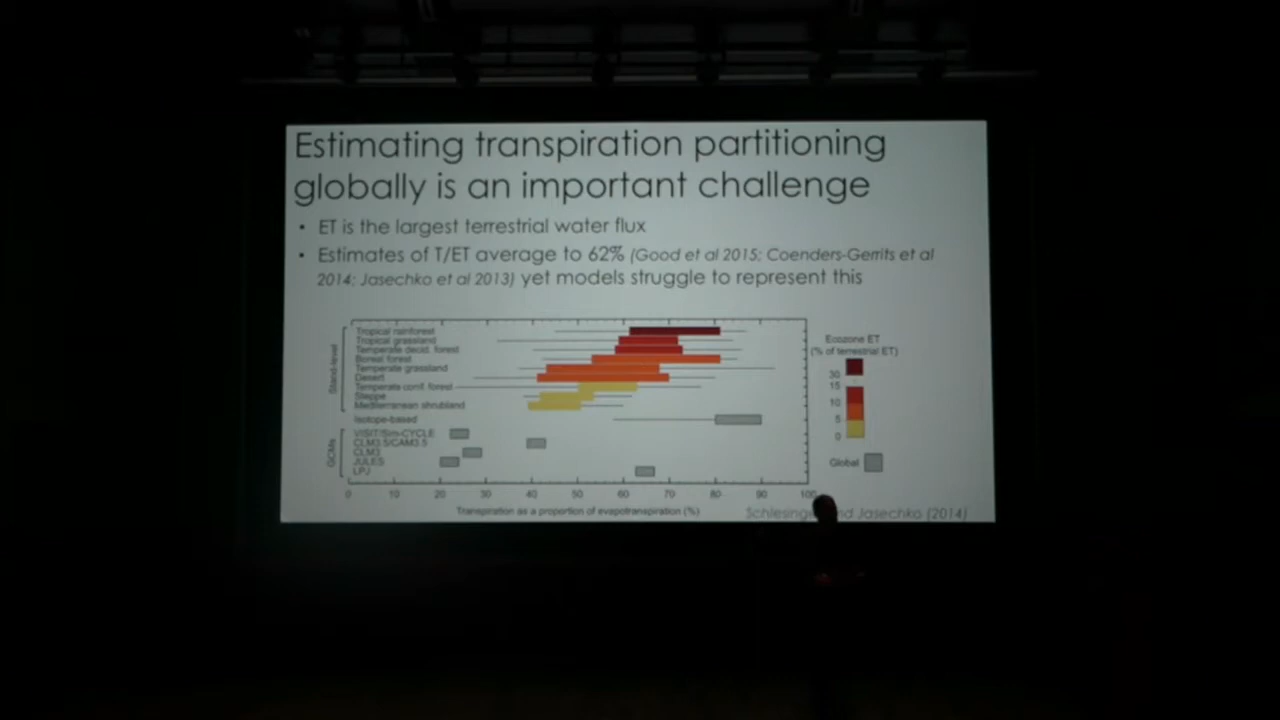 Estimating transpiration partitioning
globally is an important challenge
• ET is the largest terrestrial water flux
• Estimates of T/ET average to 62% (Good et al 2015; Coenders-Gerrits et al
2014; Jasechko et al 2013) yet models struggle to represent this
Stand-level
Tropical rainforest
Tropical grassland
Temperate decid. forest
Boreal forest
Temperate grassland
Desert
Temperate conif. forest
Steppe
Mediterranean shrubland
Isotope-based
GCMs
VISIT/Sim-CYCLE
CLM3.5/CAM3.5
CLM3
JULES
LPJ
0 10 20 30 40 50 60 70 80 90 100
Transpiration as a proportion of evapotranspiration (%)
Ecozone ET
(% of terrestrial ET)
30
15
10
5
0
Global
Jasechko (2014)